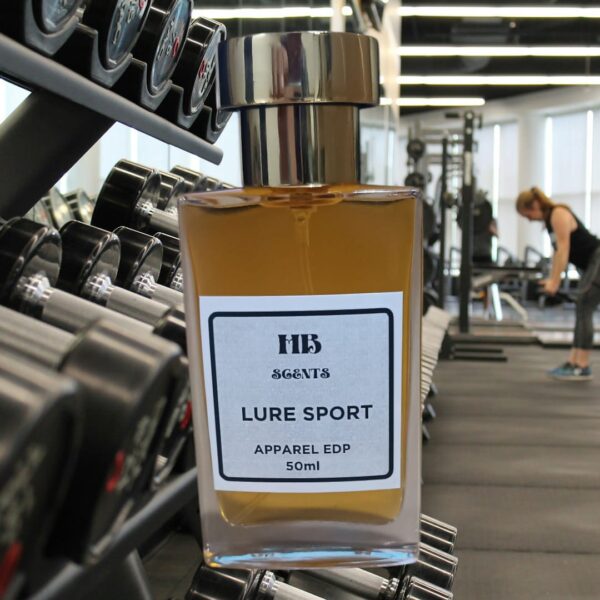 HB
SCENTS
LURE SPORT
APPAREL EDP
50ml